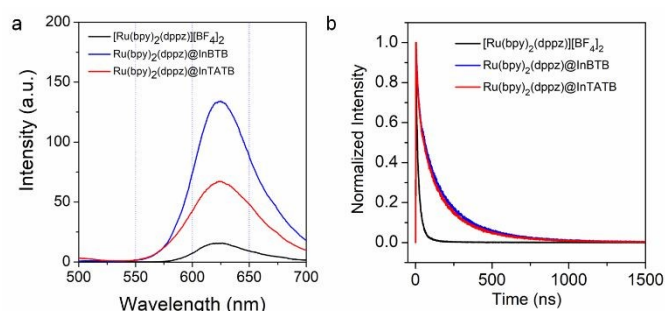 a
200
150
100
50
0
Intensity (a.u.)
[Ru(bpy)2(dppz)][BF4]2
Ru(bpy)2(dppz)@InBTB
Ru(bpy)2(dppz)@InTATB
500 550 600 650 700
Wavelength (nm)
b
1.0
0.8
0.6
0.4
0.2
0.0
Normalized Intensity
[Ru(bpy)2(dppz)][BF4]2
Ru(bpy)2(dppz)@InBTB
Ru(bpy)2(dppz)@InTATB
0 500 1000 1500
Time (ns)